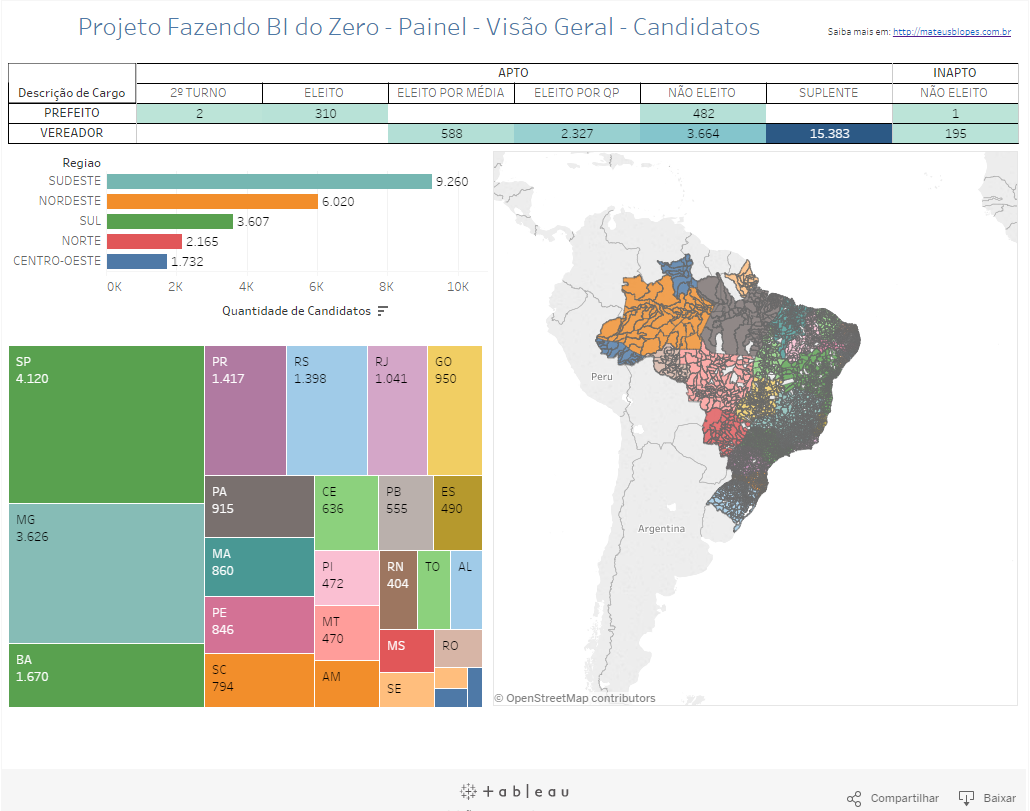 Projeto Fazendo BI do Zero - Painel - Visão Geral - Candidatos
Saiba mais em: http://mateusblopes.com.br
APTO INAPTO
Descrição de Cargo 2º TURNO ELEITO ELEITO POR MÉDIA ELEITO POR QP NÃO ELEITO SUPLENTE NÃO ELEITO
PREFEITO 2 310 482 1
VEREADOR 588 2.327 3.664 15.383 195
Regiao
SUDESTE 9.260
NORDESTE 6.020
SUL 3.607
NORTE 2.165
CENTRO-OESTE 1.732
0K 2K 4K 6K 8K 10K
Quantidade de Candidatos
SP
4.120
MG
3.626
BA
1.670
PR
1.417
RS
1.398
RJ
1.041
GO
950
PA
915
MA
860
PE
846
SC
794
CE
636
PB
555
ES
490
PI
472
MT
470
AM
RN
404
TO
AL
MS
RO
SE
Peru
Argentina
© OpenStreetMap contributors
+ a b l e a u
Compartilhar
Baixar